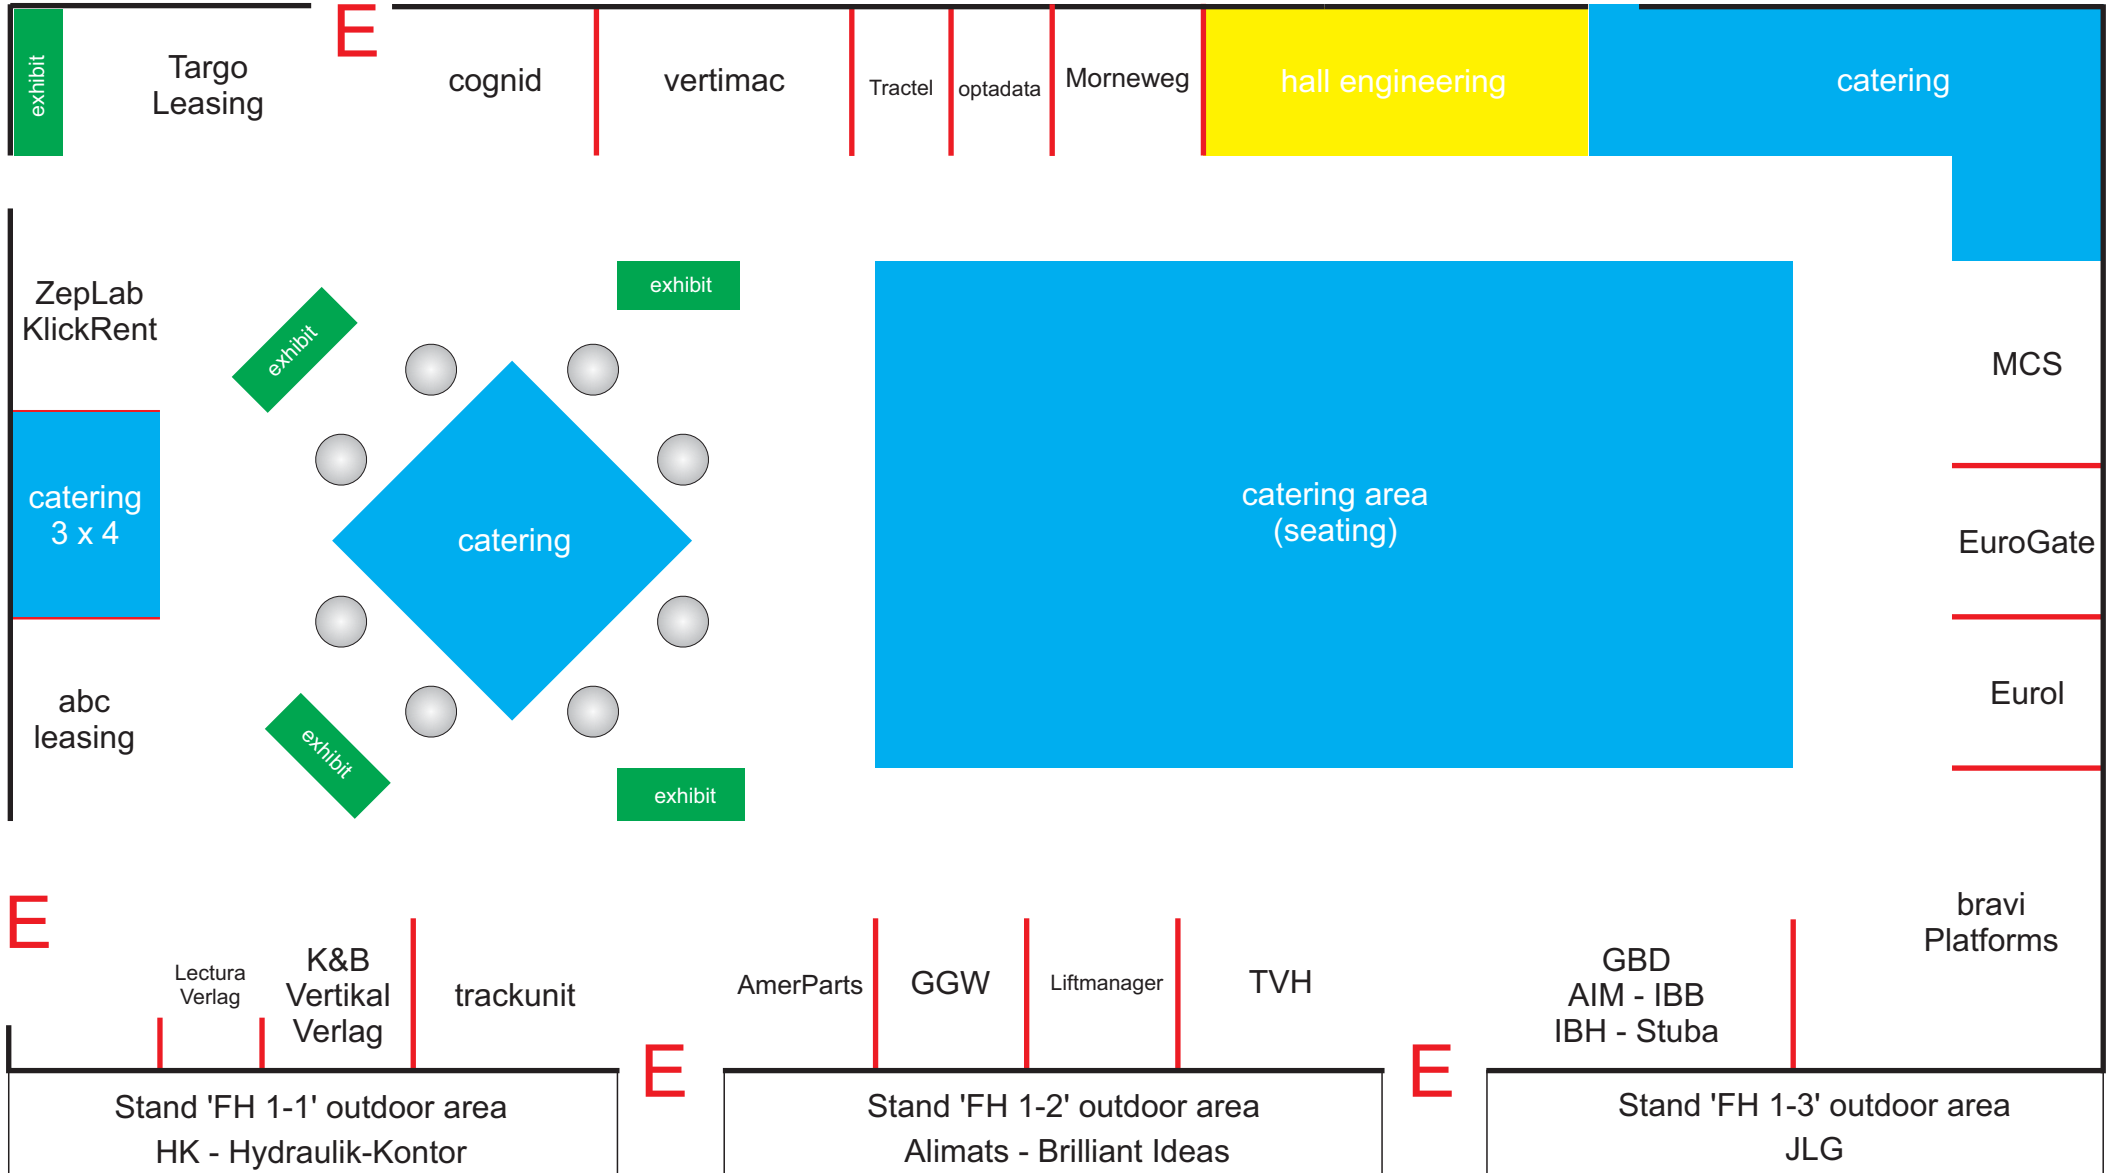 E
exhibit
Targo
Leasing
cognid
vertimac
Tractel
optadata
Morneweg
hall engineering
catering
ZepLab
KlickRent
exhibit
exhibit
MCS
catering
3 x 4
catering
catering area
(seating)
EuroGate
abc
leasing
exhibit
exhibit
Eurol
E
Lectura
Verlag
K&B
Vertikal
Verlag
trackunit
AmerParts
GGW
Liftmanager
TVH
GBD
AIM - IBB
IBH - Stuba
bravi
Platforms
E
E
Stand 'FH 1-1' outdoor area
HK - Hydraulik-Kontor
Stand 'FH 1-2' outdoor area
Alimats - Brilliant Ideas
Stand 'FH 1-3' outdoor area
JLG